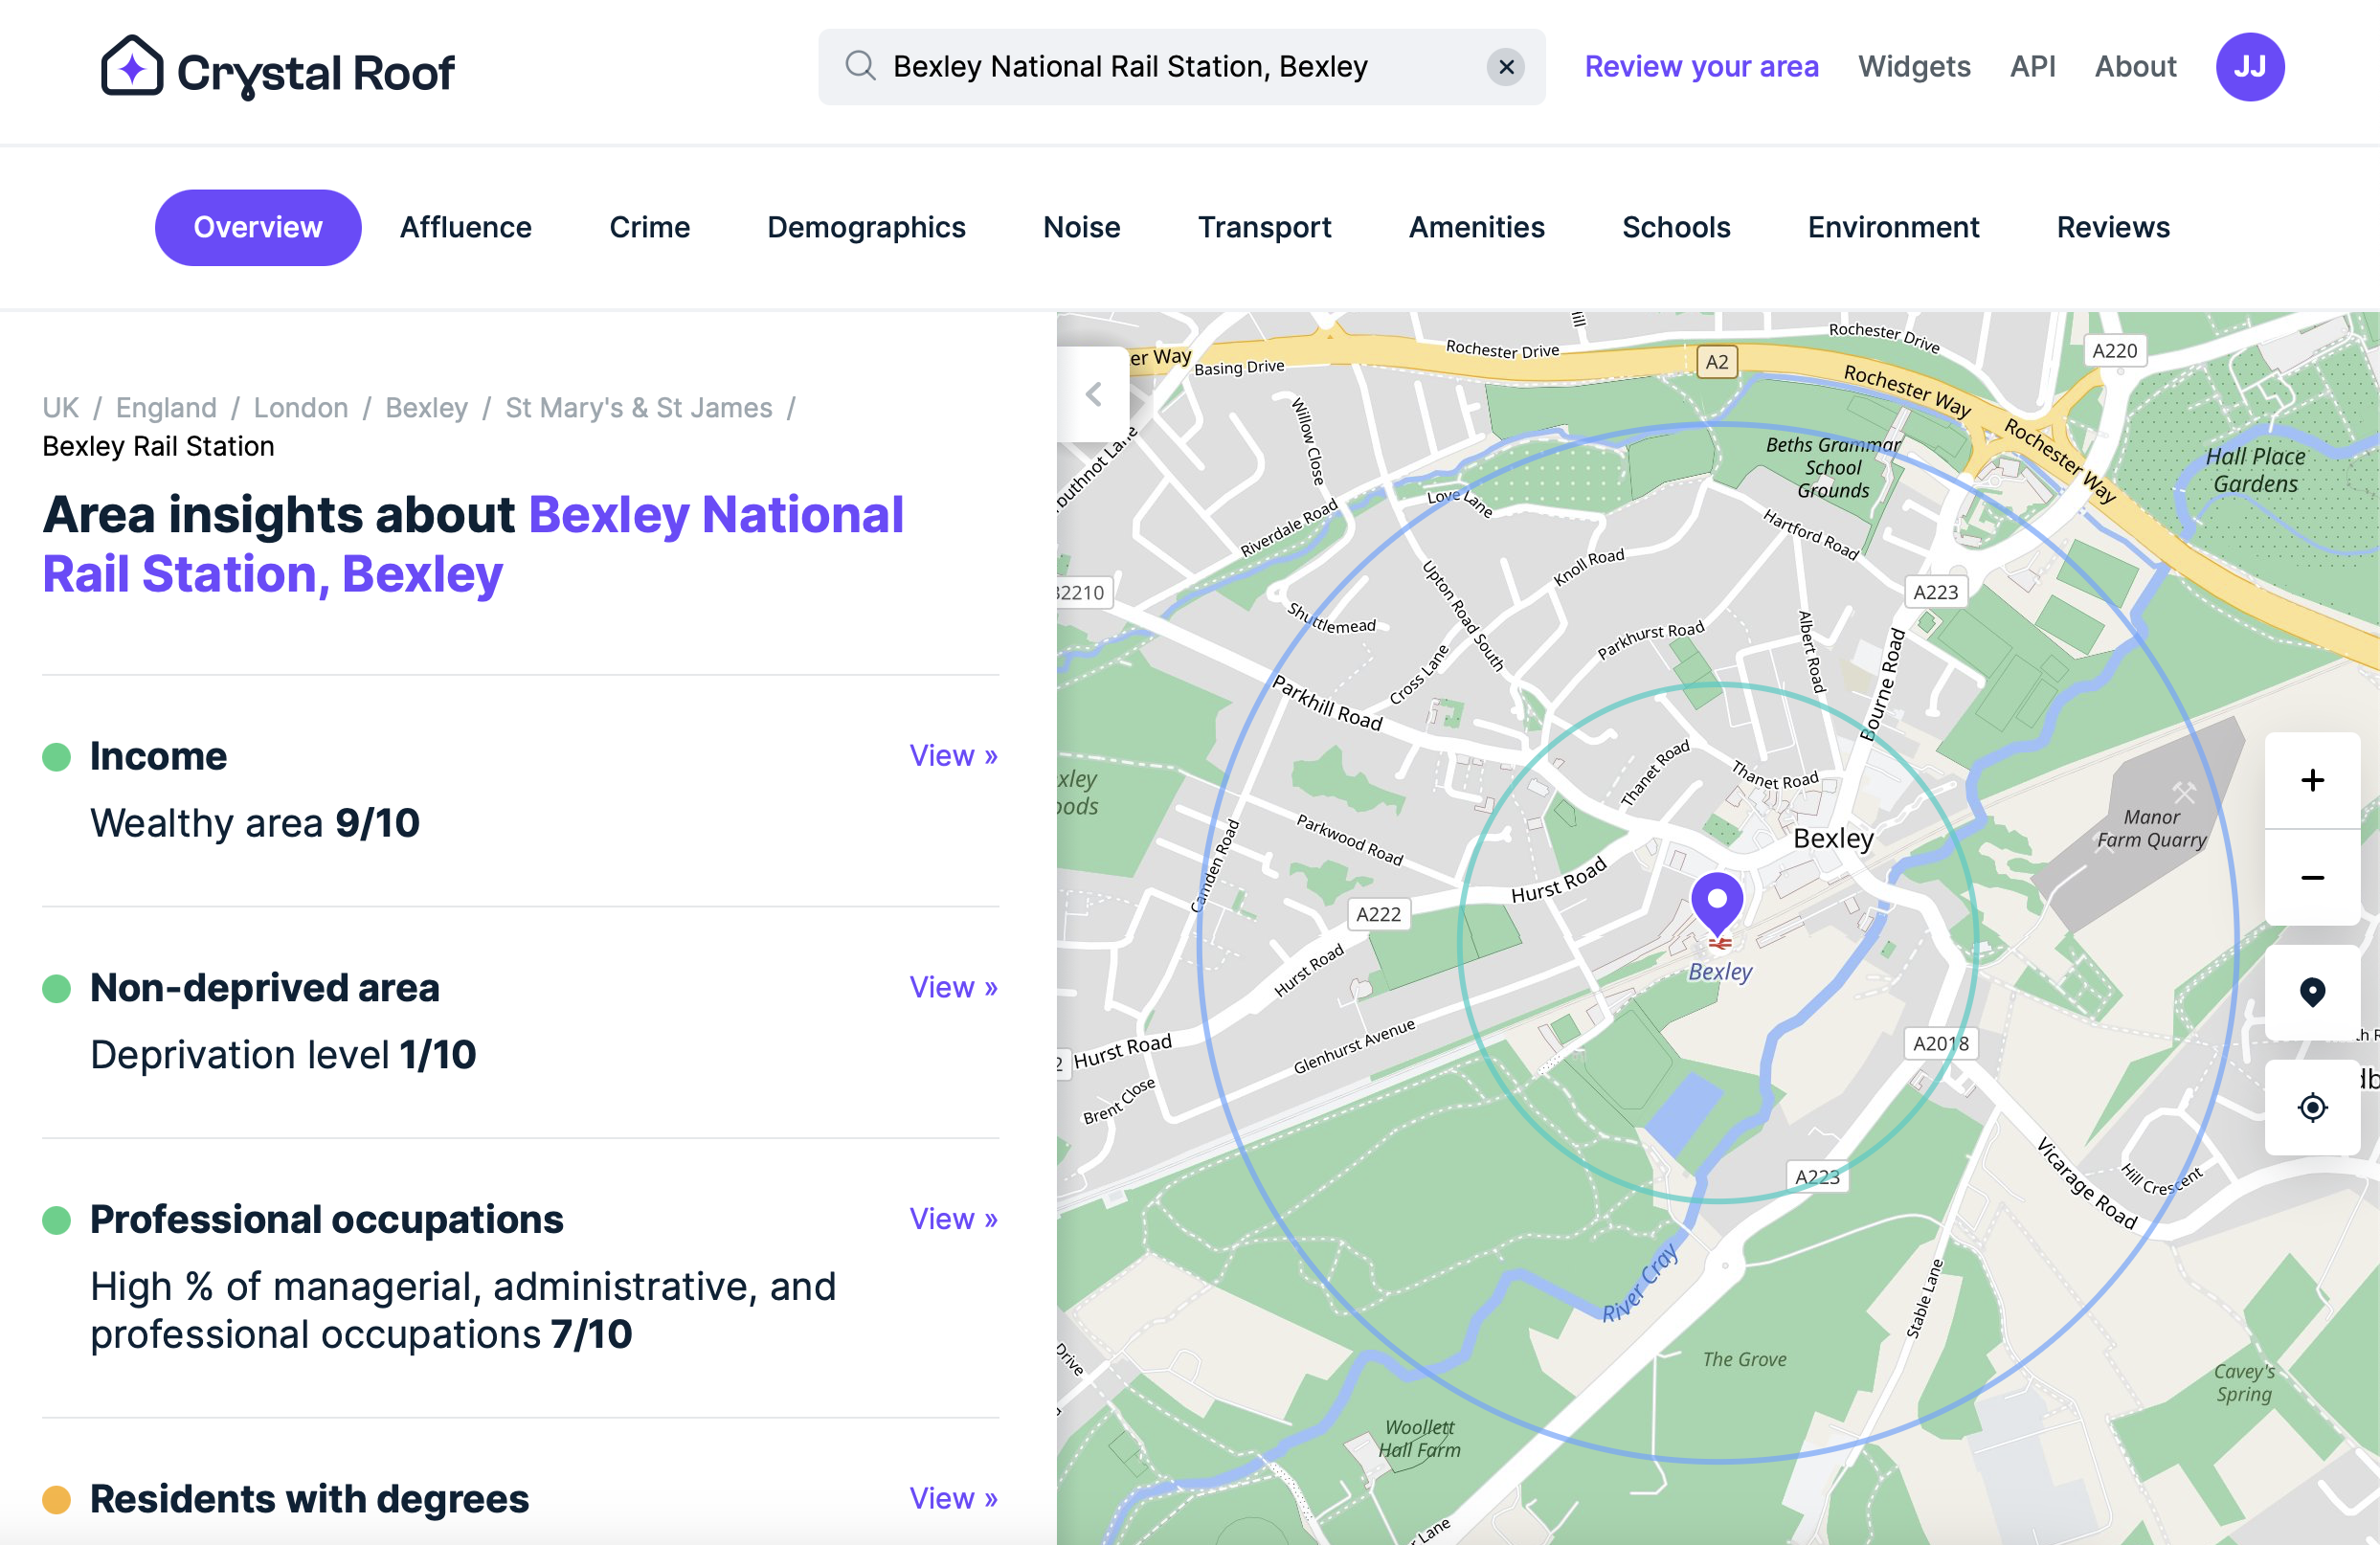 Crystal Roof
Bexley National Rail Station, Bexley
Review your area
Widgets
API
About
JJ
Overview
Affluence
Crime
Demographics
Noise
Transport
Amenities
Schools
Environment
Reviews
UK / England / London / Bexley / St Mary's & St James /
Bexley Rail Station
Area insights about Bexley National
Rail Station, Bexley
Income
View »
Wealthy area 9/10
Non-deprived area
View »
Deprivation level 1/10
Professional occupations
View »
High % of managerial, administrative, and
professional occupations 7/10
Residents with degrees
View »
er Way
Basing Drive
Rochester Drive
A2
Rochester Drive
A220
Rochester Way
Rochester Way
Hall Place
Gardens
Beths Grammar
School
Grounds
Willow Close
Love Lane
Riverdale Road
Hartford Road
Knoll Road
Upton Road South
A223
Shuttlemead
Parkhurst Road
Albert Road
Bourne Road
Cross Lane
Parkhill Road
Thanet Road
Thanet Road
Bexley
Manor
Farm Quarry
Parkwood Road
Camden Road
Hurst Road
A222
Bexley
Hurst Road
Hurst Road
Glenhurst Avenue
Brent Close
A2018
Vicarage Road
Hill Crescent
A223
River Cray
Stable Lane
The Grove
Cavey's
Spring
Woollett
Hall Farm
Drive
Lane
+
−